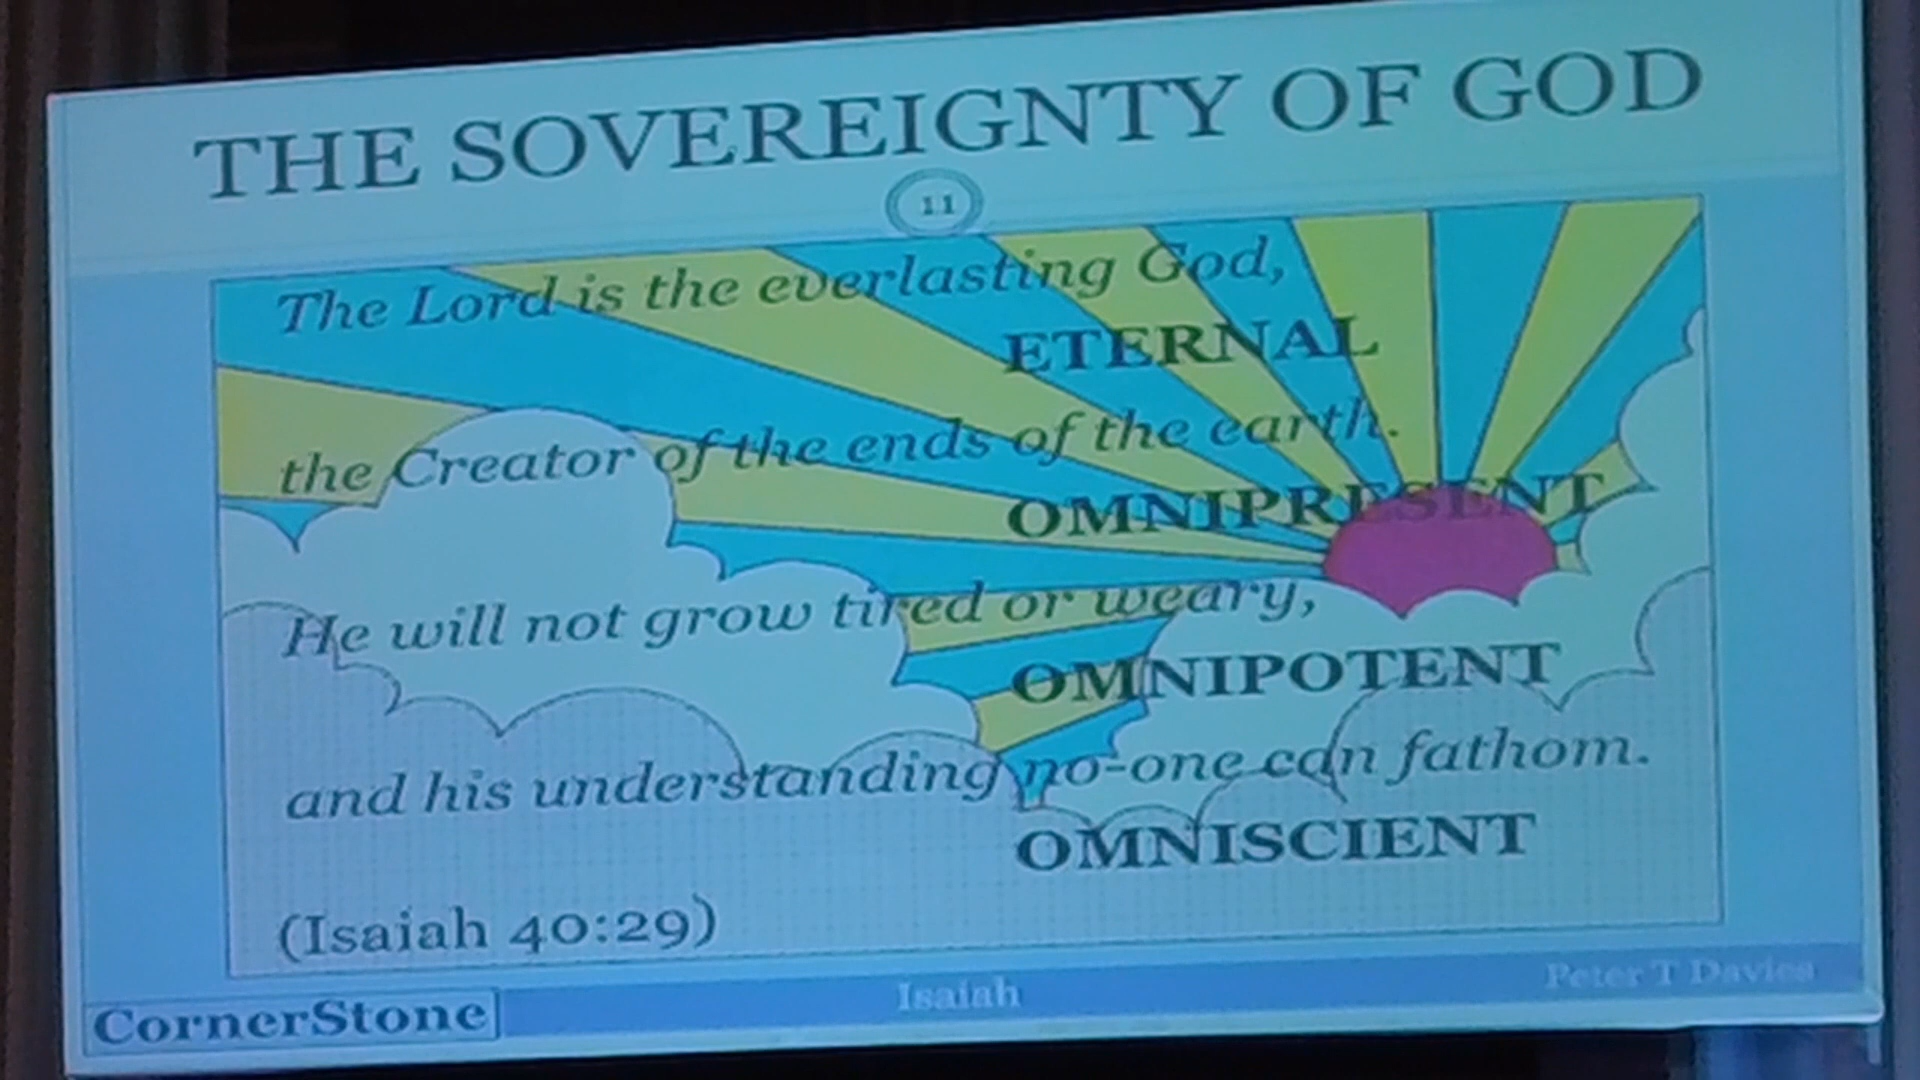 THE SOVEREIGNTY OF GOD
11
The Lord is the everlasting God,
ETERNAL
the Creator of the ends of the earth.
OMNIPRESENT
He will not grow tired or weary,
OMNIPOTENT
and his understanding no-one can fathom.
OMNISCIENT
(Isaiah 40:29)
CornerStone
Isaiah
Peter T Davies